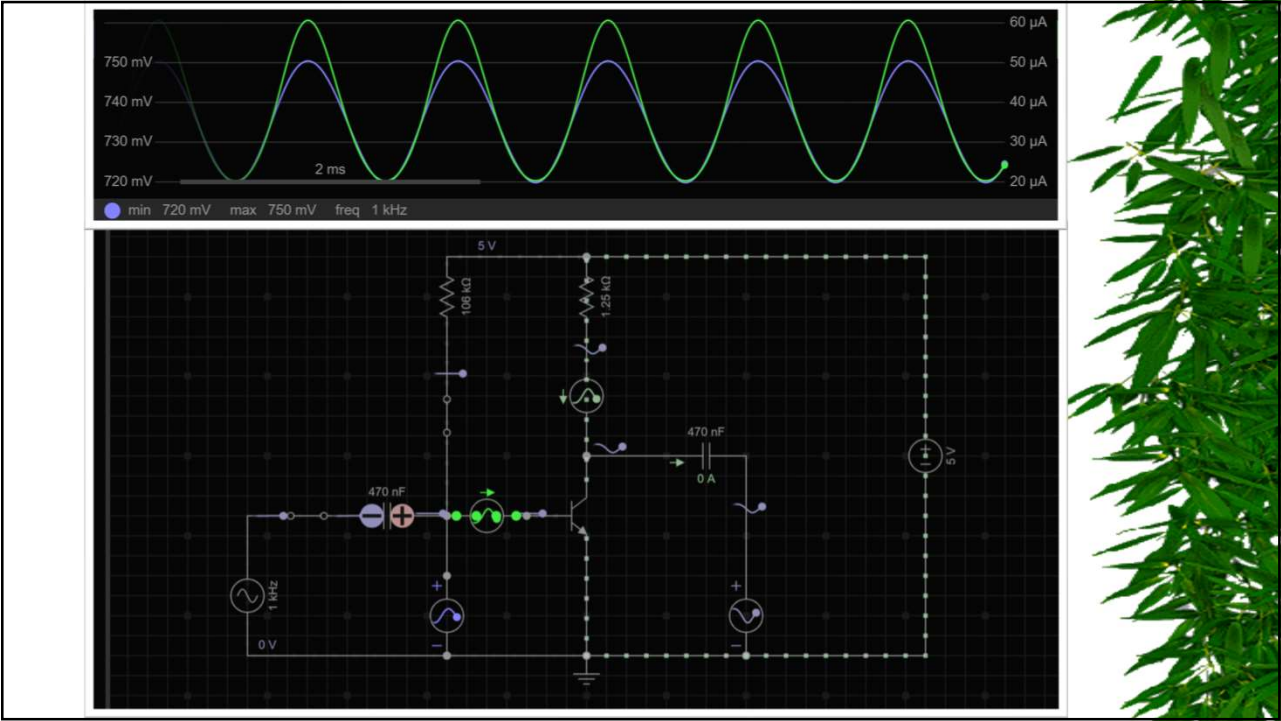 60 µA
750 mV
50 µA
740 mV
40 µA
730 mV
30 µA
2 ms
720 mV
20 µA
min 720 mV max 750 mV freq 1 kHz
5 V
106 kΩ
1.25 kΩ
470 nF
0 A
5 V
470 nF
1 kHz
0 V